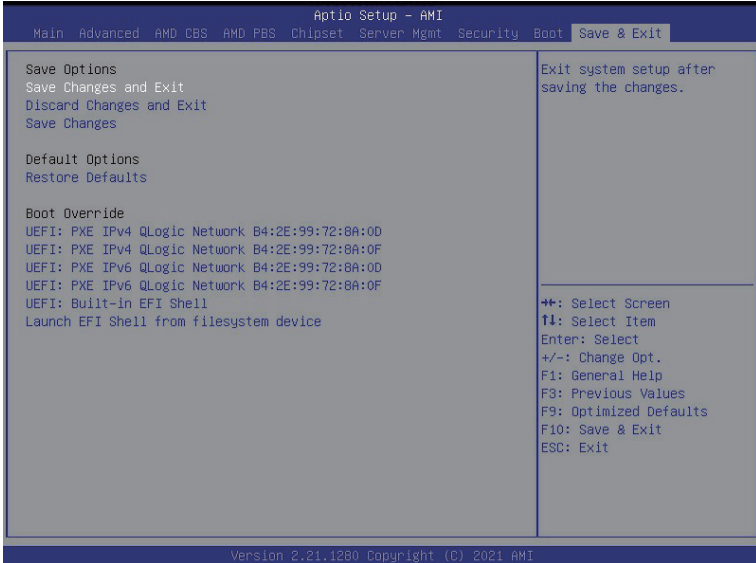 Aptio Setup – AMI
Main Advanced AMD CBS AMD PBS Chipset Server Mgmt Security Boot Save & Exit
Save Options
Save Changes and Exit
Discard Changes and Exit
Save Changes
Default Options
Restore Defaults
Boot Override
UEFI: PXE IPv4 QLogic Network B4:2E:99:72:8A:0D
UEFI: PXE IPv4 QLogic Network B4:2E:99:72:8A:0F
UEFI: PXE IPv6 QLogic Network B4:2E:99:72:8A:0D
UEFI: PXE IPv6 QLogic Network B4:2E:99:72:8A:0F
UEFI: Built-in EFI Shell
Launch EFI Shell from filesystem device
Exit system setup after
saving the changes.
→←: Select Screen
↑↓: Select Item
Enter: Select
+/-: Change Opt.
F1: General Help
F3: Previous Values
F9: Optimized Defaults
F10: Save & Exit
ESC: Exit
Version 2.21.1280 Copyright (C) 2021 AMI